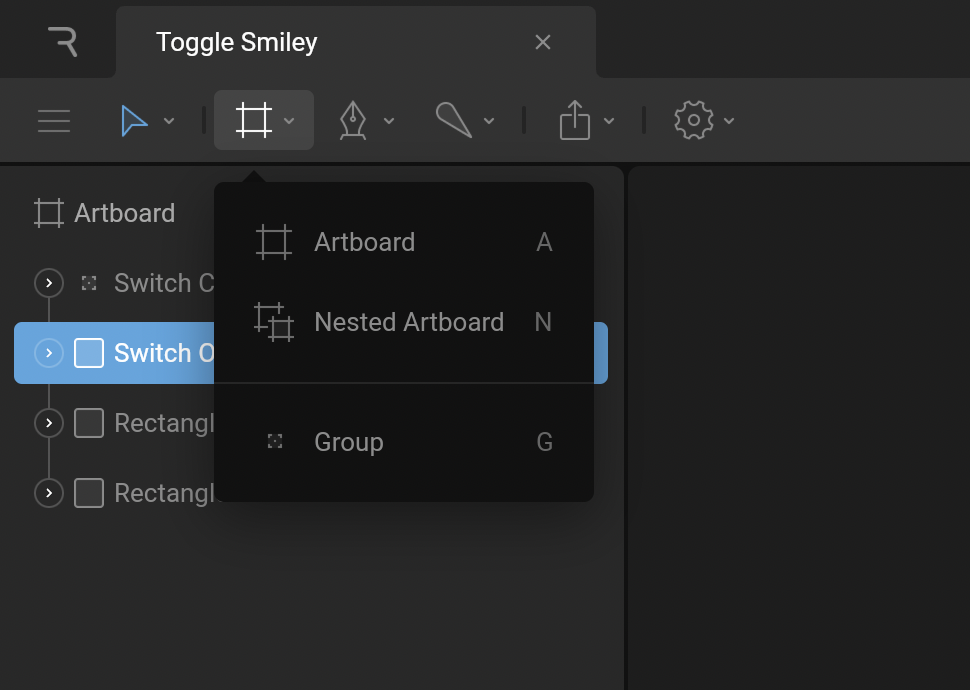 Toggle Smiley
Artboard
Artboard A
Switch C
Nested Artboard N
Switch O
Rectangl
Group G
Rectangl